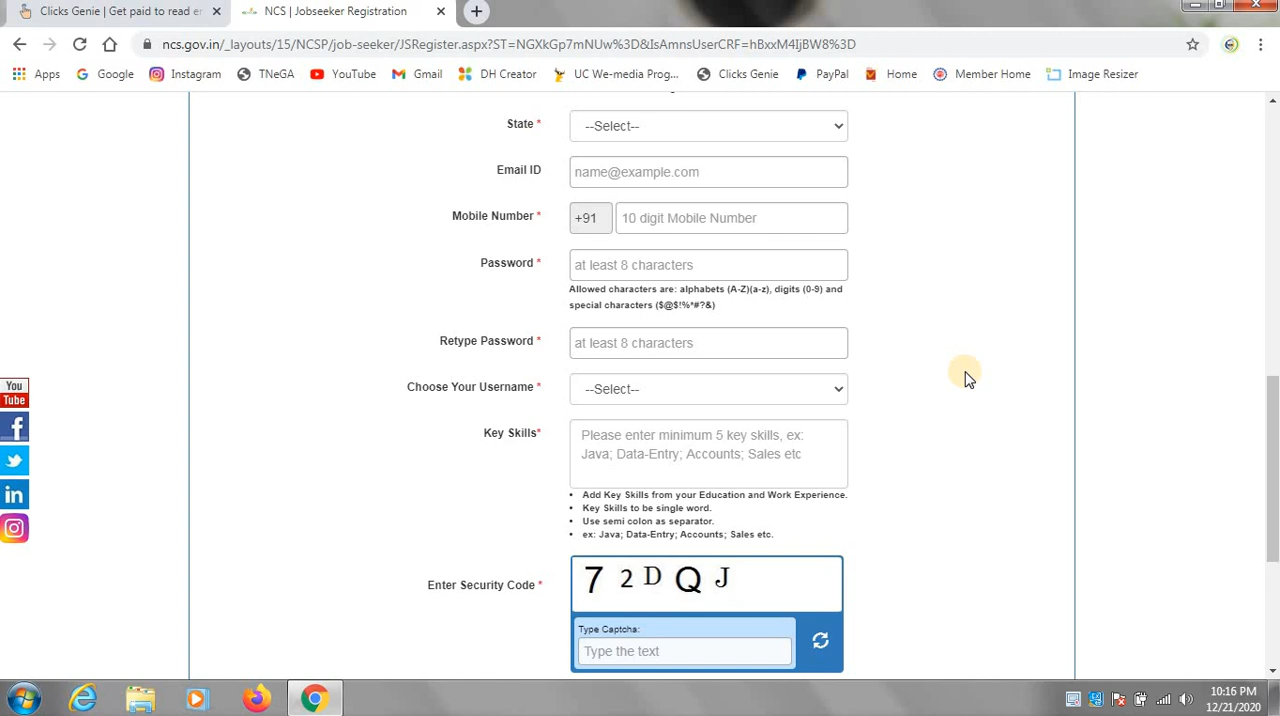 Clicks Genie | Get paid to read e
NCS | Jobseeker Registration
ncs.gov.in/_layouts/15/NCSP/job-seeker/JSRegister.aspx?ST=NGXkGp7mNUw%3D&IsAmnsUserCRF=hBxxM4IjBW8%3D
Apps Google Instagram TNeGA YouTube Gmail DH Creator UC We-media Prog... Clicks Genie PayPal Home Member Home Image Resizer
State * --Select--
Email ID name@example.com
Mobile Number * +91 10 digit Mobile Number
Password * at least 8 characters
Allowed characters are: alphabets (A-Z)(a-z), digits (0-9) and
special characters ($@$!%*#?&)
Retype Password * at least 8 characters
Choose Your Username * --Select--
Key Skills* Please enter minimum 5 key skills, ex:
Java; Data-Entry; Accounts; Sales etc
• Add Key Skills from your Education and Work Experience.
• Key Skills to be single word.
• Use semi colon as separator.
• ex: Java; Data-Entry; Accounts; Sales etc.
Enter Security Code * 7 2 D Q J
Type Captcha:
Type the text
You
Tube
10:16 PM
12/21/2020